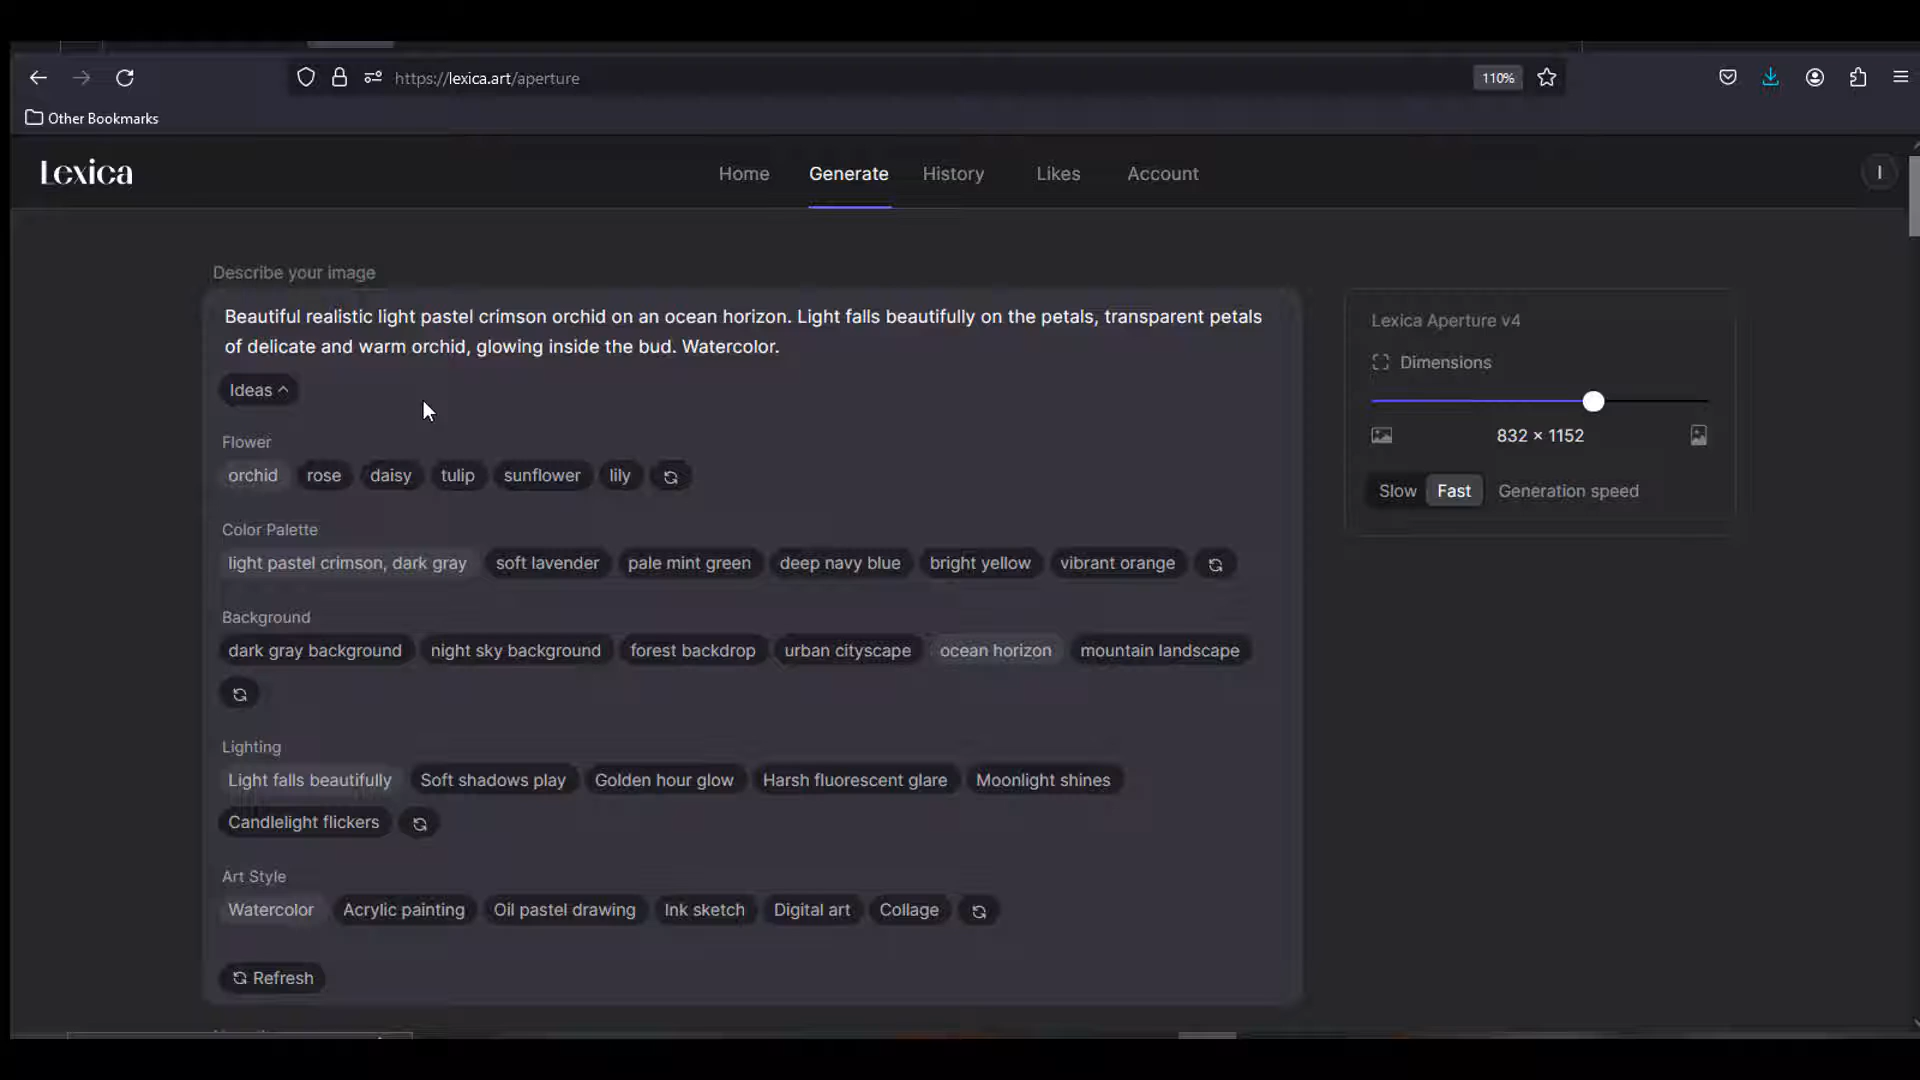 https://lexica.art/aperture
110%
Other Bookmarks
Lexica
Home Generate History Likes Account
I
Describe your image
Beautiful realistic light pastel crimson orchid on an ocean horizon. Light falls beautifully on the petals, transparent petals
of delicate and warm orchid, glowing inside the bud. Watercolor.
Ideas
Flower
orchid rose daisy tulip sunflower lily
Color Palette
light pastel crimson, dark gray soft lavender pale mint green deep navy blue bright yellow vibrant orange
Background
dark gray background night sky background forest backdrop urban cityscape ocean horizon mountain landscape
Lighting
Light falls beautifully Soft shadows play Golden hour glow Harsh fluorescent glare Moonlight shines
Candlelight flickers
Art Style
Watercolor Acrylic painting Oil pastel drawing Ink sketch Digital art Collage
Refresh
Lexica Aperture v4
Dimensions
832 × 1152
Slow Fast Generation speed